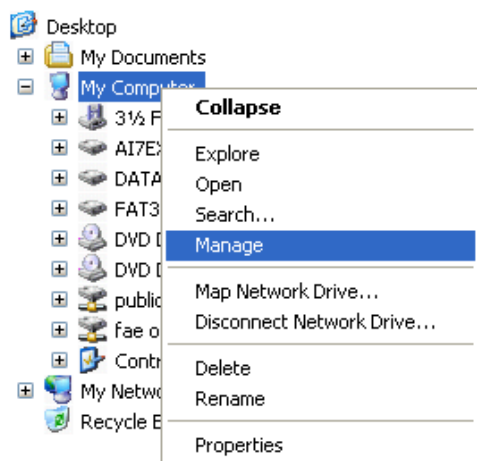 Desktop
My Documents
My Computer
Collapse
3½ F
AI7EX
Explore
DATA
Open
FAT3
Search...
DVD D
Manage
DVD D
public
Map Network Drive...
fae o
Disconnect Network Drive...
Contr
Delete
My Netwo
Rename
Recycle B
Properties